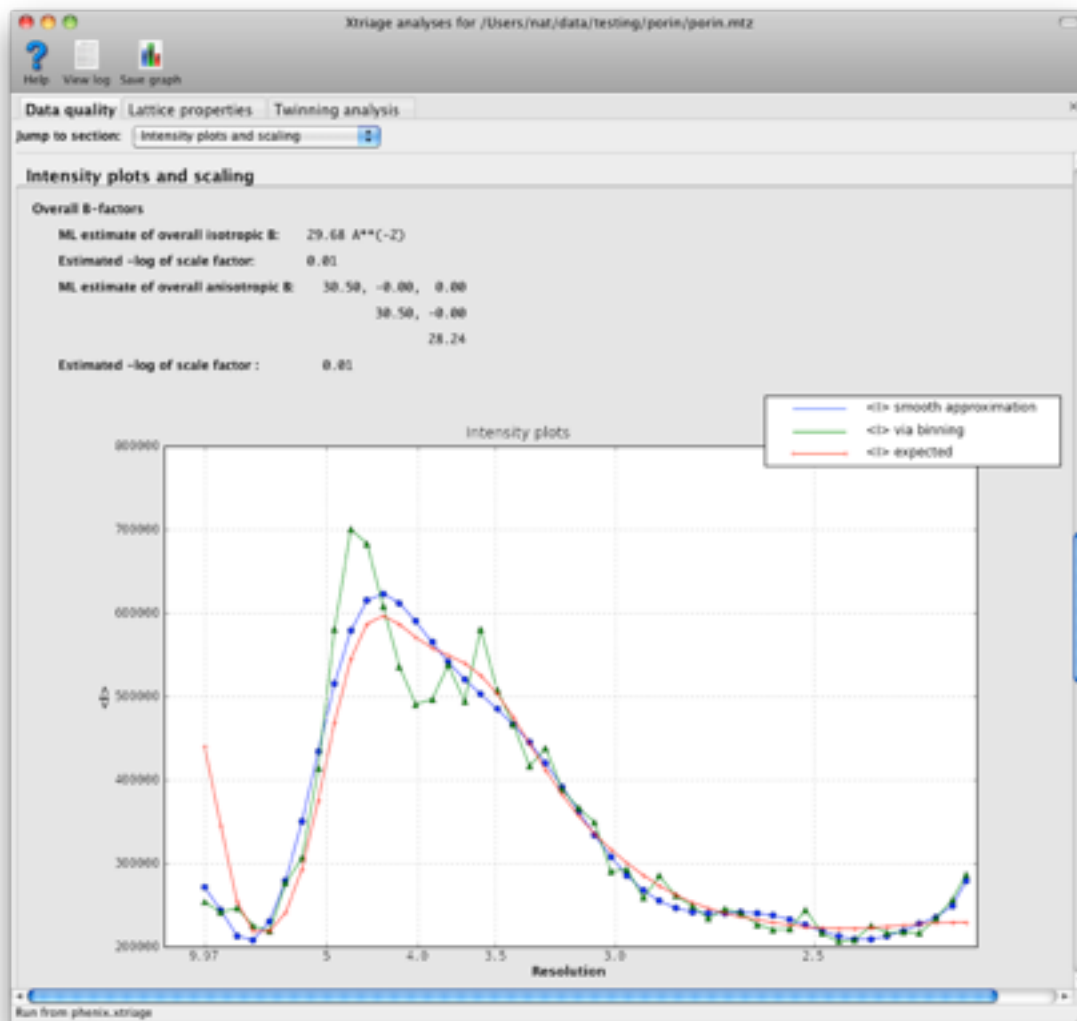 Xtriage analyses for /Users/nat/data/testing/porin/porin.mtz
Help View log Save graph
Data quality Lattice properties Twinning analysis
Jump to section: Intensity plots and scaling
Intensity plots and scaling
Overall B-factors
ML estimate of overall isotropic B: 29.68 A**(-2)
Estimated -log of scale factor: 0.01
ML estimate of overall anisotropic B: 30.50, -0.00, 0.00
30.50, -0.00
28.24
Estimated -log of scale factor : 0.01
<I> smooth approximation
<I> via binning
<I> expected
Intensity plots
800000
700000
600000
500000
400000
300000
200000
<I>
9.97 5 4.0 3.5 3.0 2.5
Resolution
Run from phenix.xtriage